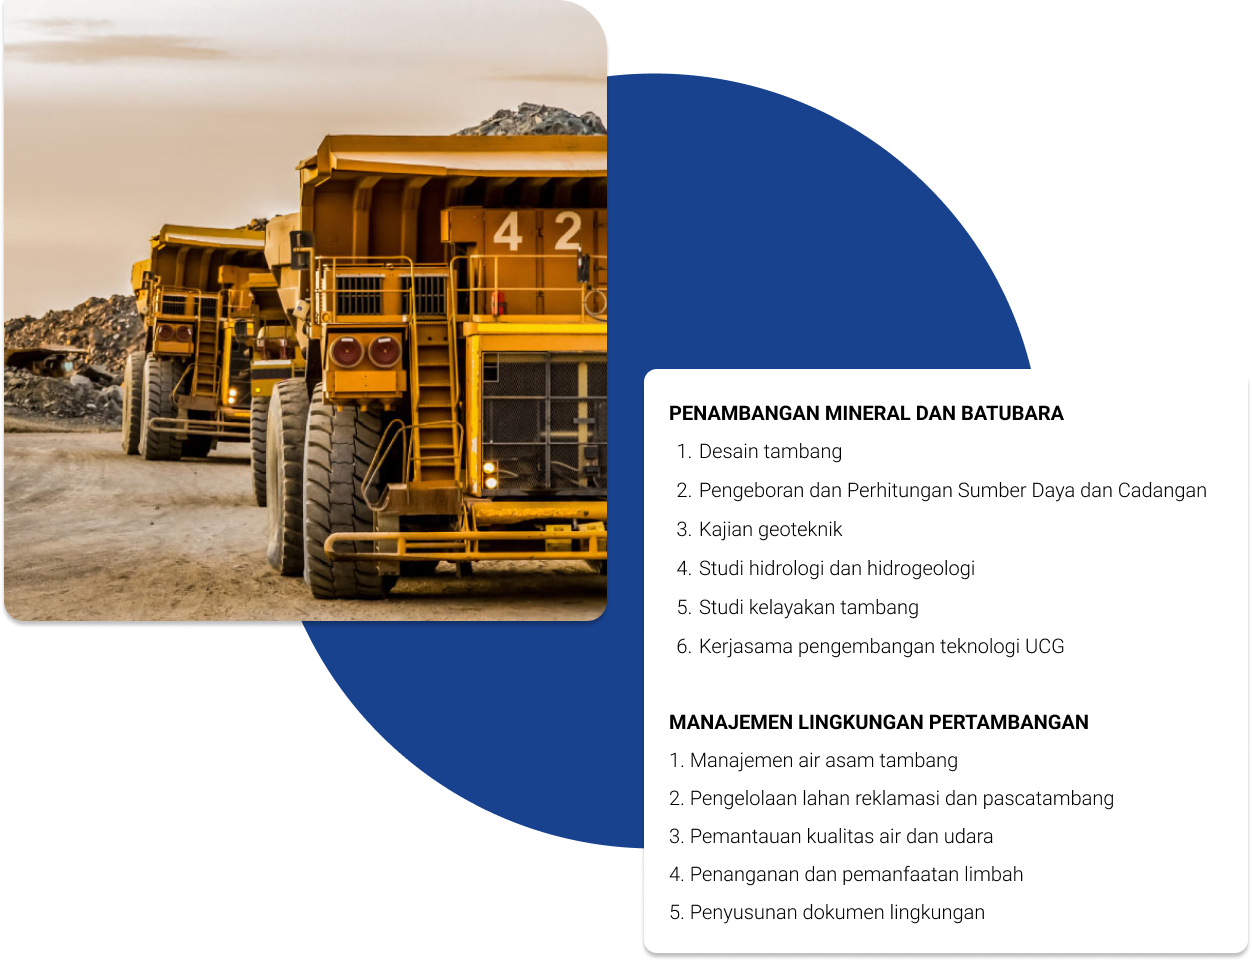 4 2
PENAMBANGAN MINERAL DAN BATUBARA
1. Desain tambang
2. Pengeboran dan Perhitungan Sumber Daya dan Cadangan
3. Kajian geoteknik
4. Studi hidrologi dan hidrogeologi
5. Studi kelayakan tambang
6. Kerjasama pengembangan teknologi UCG
MANAJEMEN LINGKUNGAN PERTAMBANGAN
1. Manajemen air asam tambang
2. Pengelolaan lahan reklamasi dan pascatambang
3. Pemantauan kualitas air dan udara
4. Penanganan dan pemanfaatan limbah
5. Penyusunan dokumen lingkungan